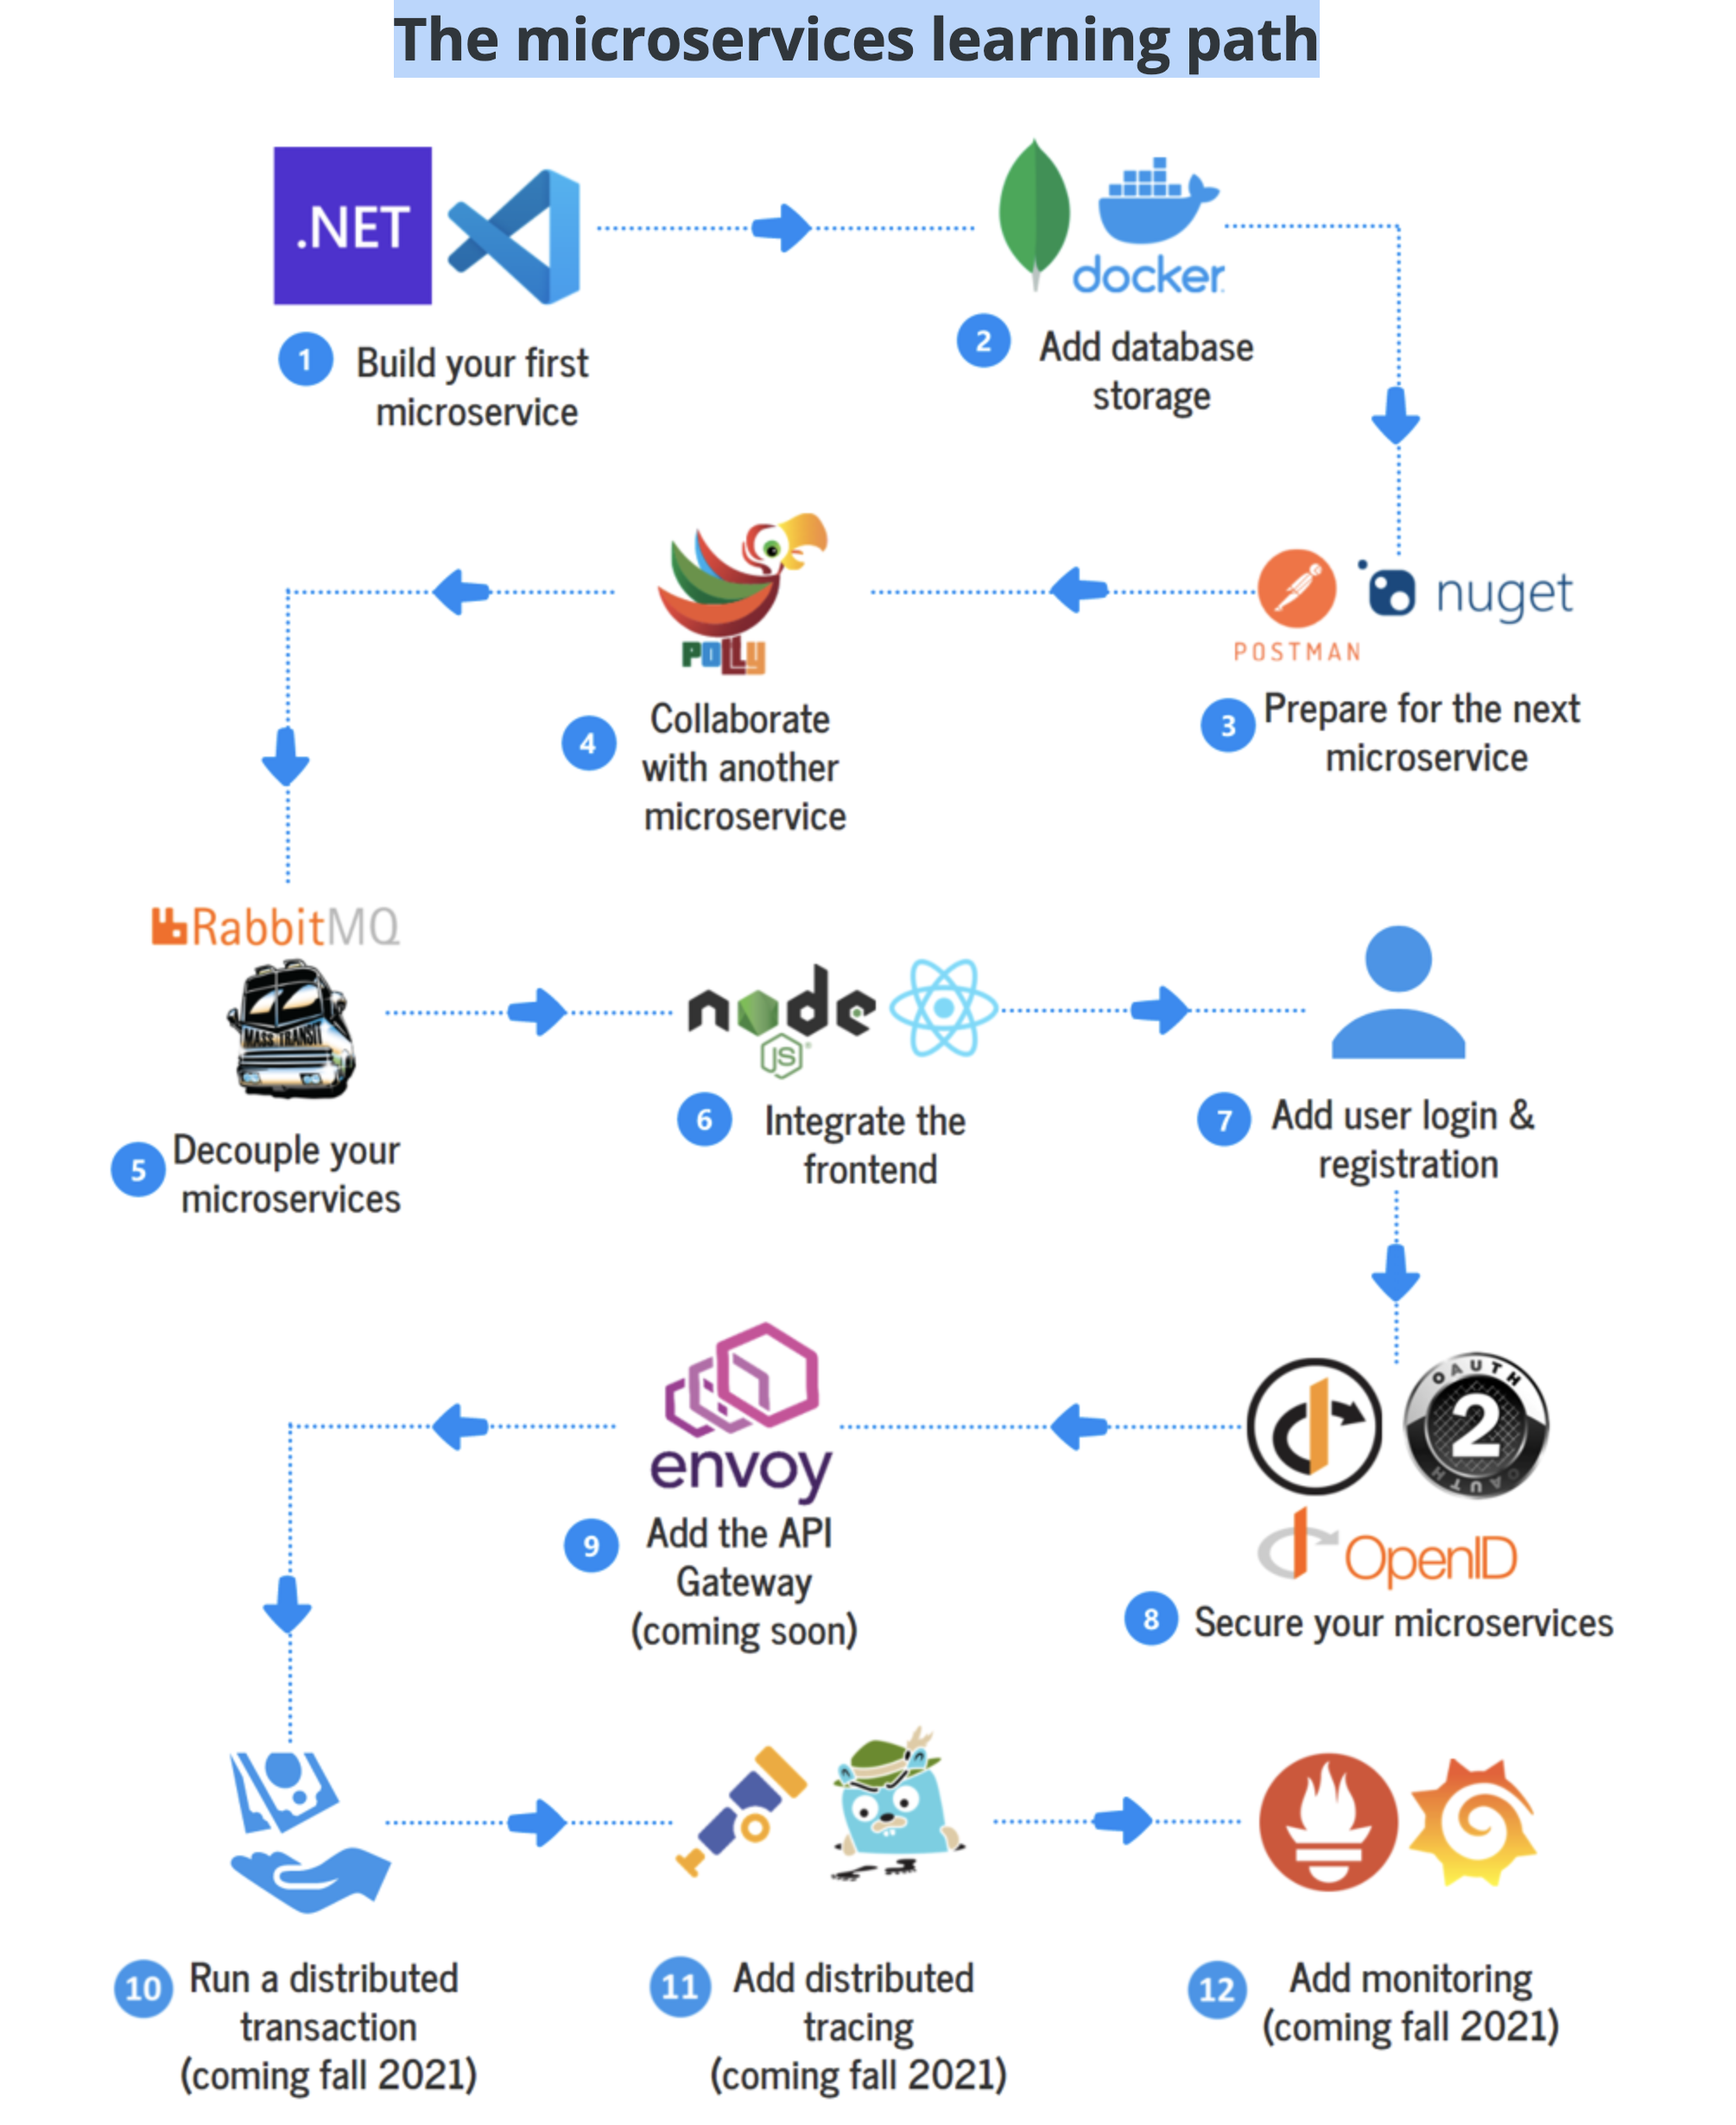 The microservices learning path
.NET
docker
1
Build your first
microservice
2
Add database
storage
POLLY
POSTMAN
nuget
4
Collaborate
with another
microservice
3
Prepare for the next
microservice
RabbitMQ
MASS TRANSIT
node
JS
5
Decouple your
microservices
6
Integrate the
frontend
7
Add user login &
registration
envoy
OAUTH
2
OAUTH
OpenID
9
Add the API
Gateway
(coming soon)
8
Secure your microservices
10
Run a distributed
transaction
(coming fall 2021)
11
Add distributed
tracing
(coming fall 2021)
12
Add monitoring
(coming fall 2021)